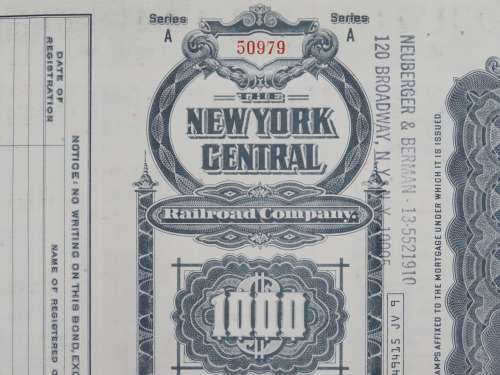 Series
A
50979
Series
A
THE
NEW YORK
CENTRAL
Railroad Company.
1000
DATE OF
REGISTRATION
NOTICE: NO WRITING ON THIS BOND, EXC
NAME OF REGISTERED O
NEUBERGER & BERMAN - 13-5521910
120 BROADWAY, N.Y. N.Y. 10005
AMPS AFFIXED TO THE MORTGAGE UNDER WHICH IT IS ISSUED.